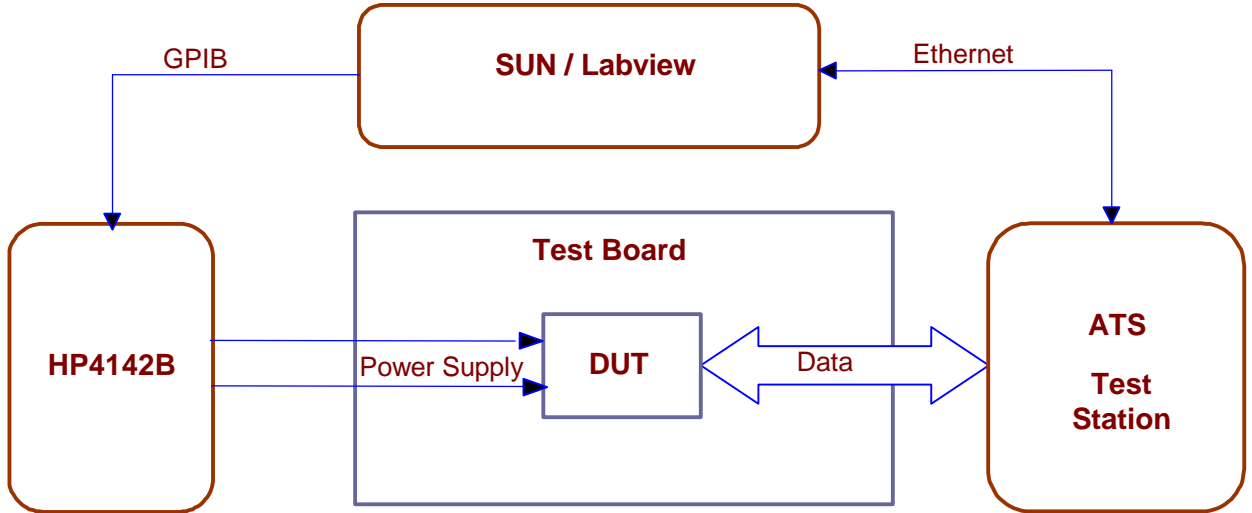 GPIB
SUN / Labview
Ethernet
Test Board
HP4142B
Power Supply
DUT
Data
ATS
Test
Station